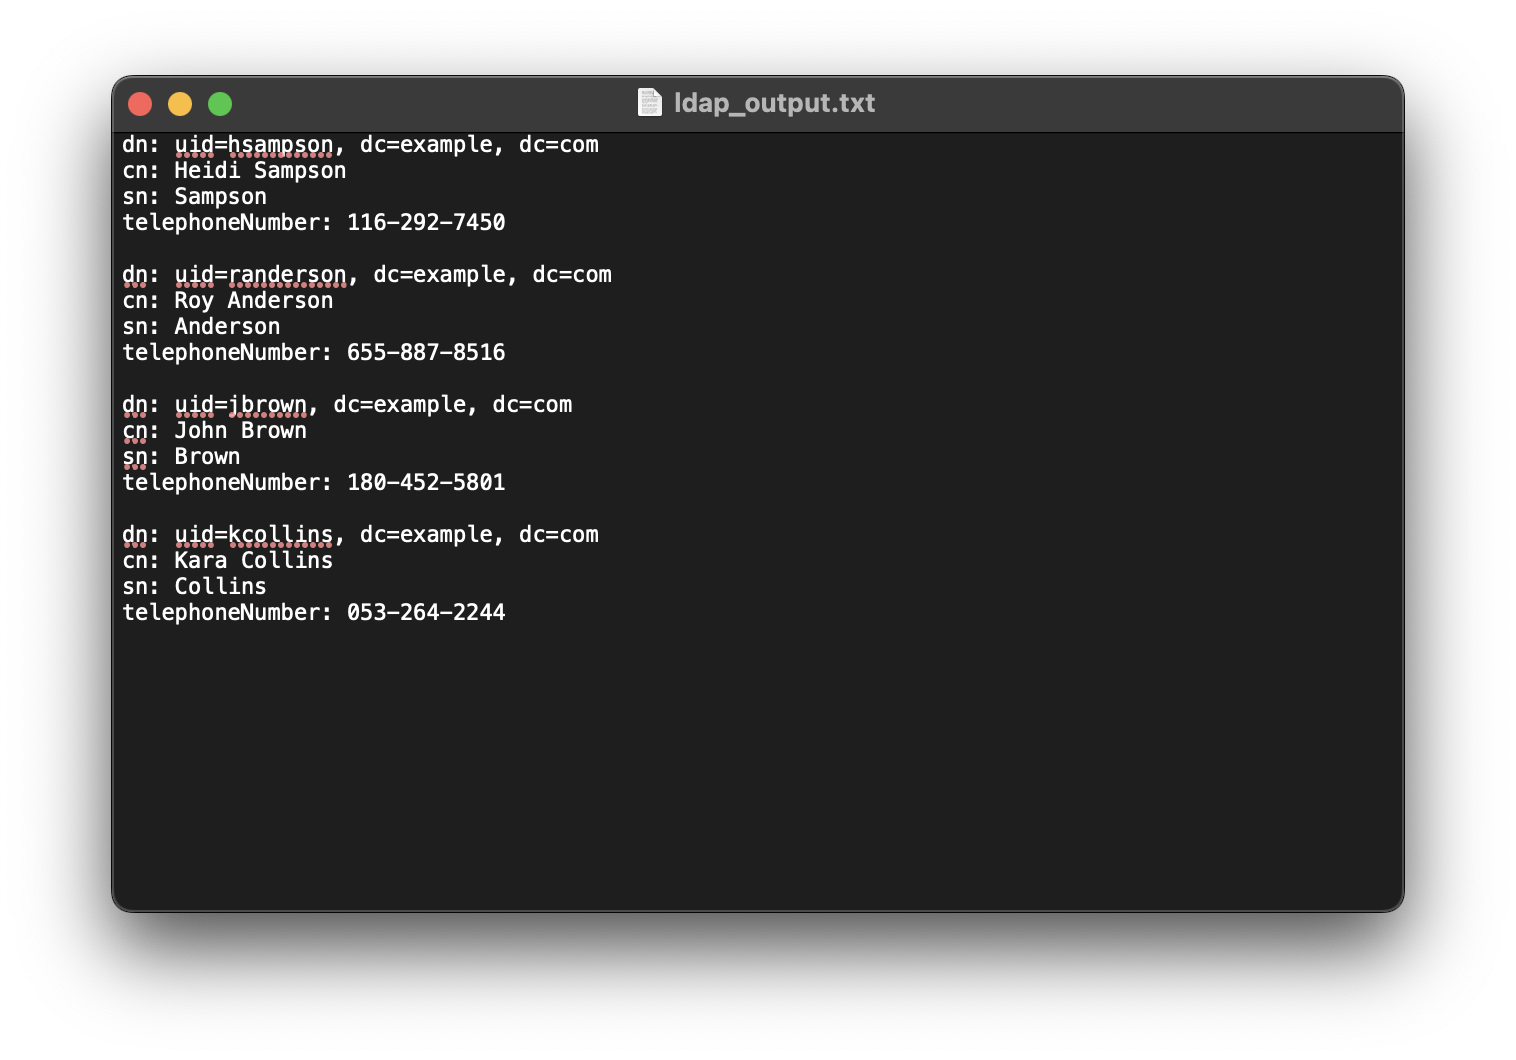 ldap_output.txt
dn: uid=hsampson, dc=example, dc=com
cn: Heidi Sampson
sn: Sampson
telephoneNumber: 116-292-7450

dn: uid=randerson, dc=example, dc=com
cn: Roy Anderson
sn: Anderson
telephoneNumber: 655-887-8516

dn: uid=jbrown, dc=example, dc=com
cn: John Brown
sn: Brown
telephoneNumber: 180-452-5801

dn: uid=kcollins, dc=example, dc=com
cn: Kara Collins
sn: Collins
telephoneNumber: 053-264-2244